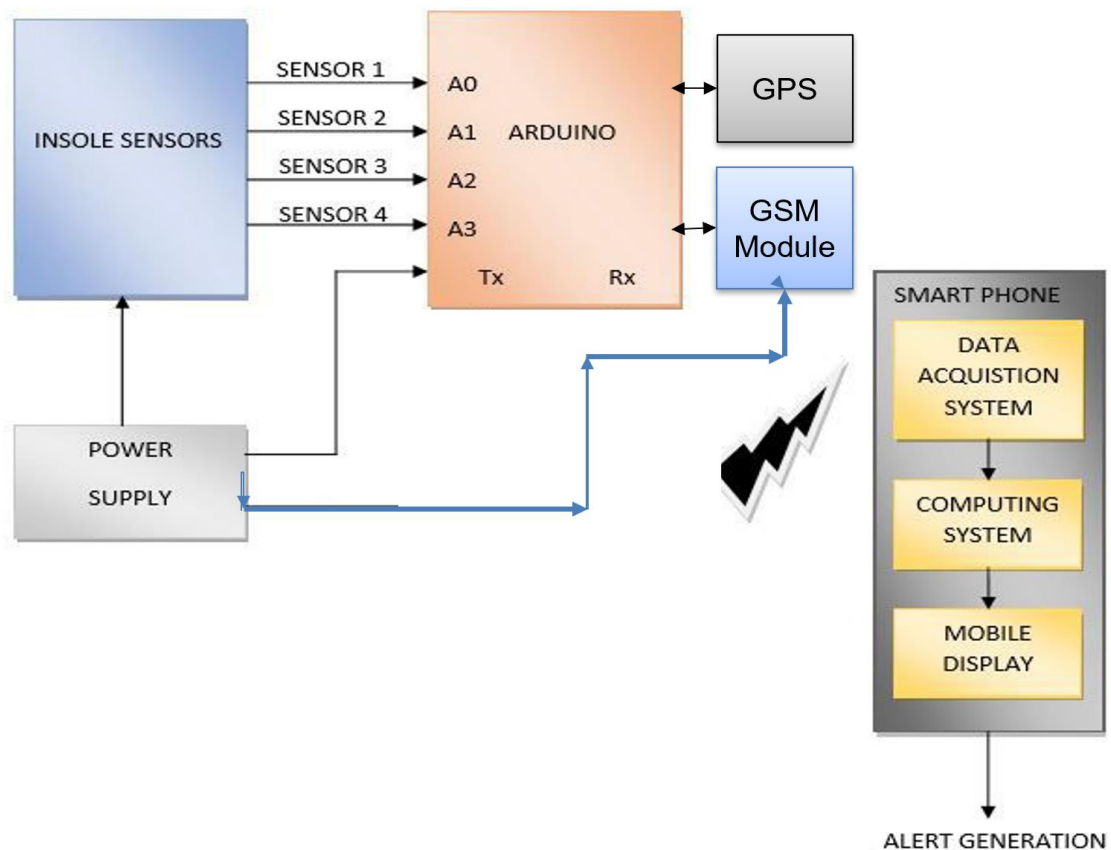 INSOLE SENSORS
SENSOR 1
SENSOR 2
SENSOR 3
SENSOR 4
A0
A1
A2
A3
ARDUINO
Tx
Rx
GPS
GSM
Module
POWER
SUPPLY
SMART PHONE
DATA
ACQUISTION
SYSTEM
COMPUTING
SYSTEM
MOBILE
DISPLAY
ALERT GENERATION